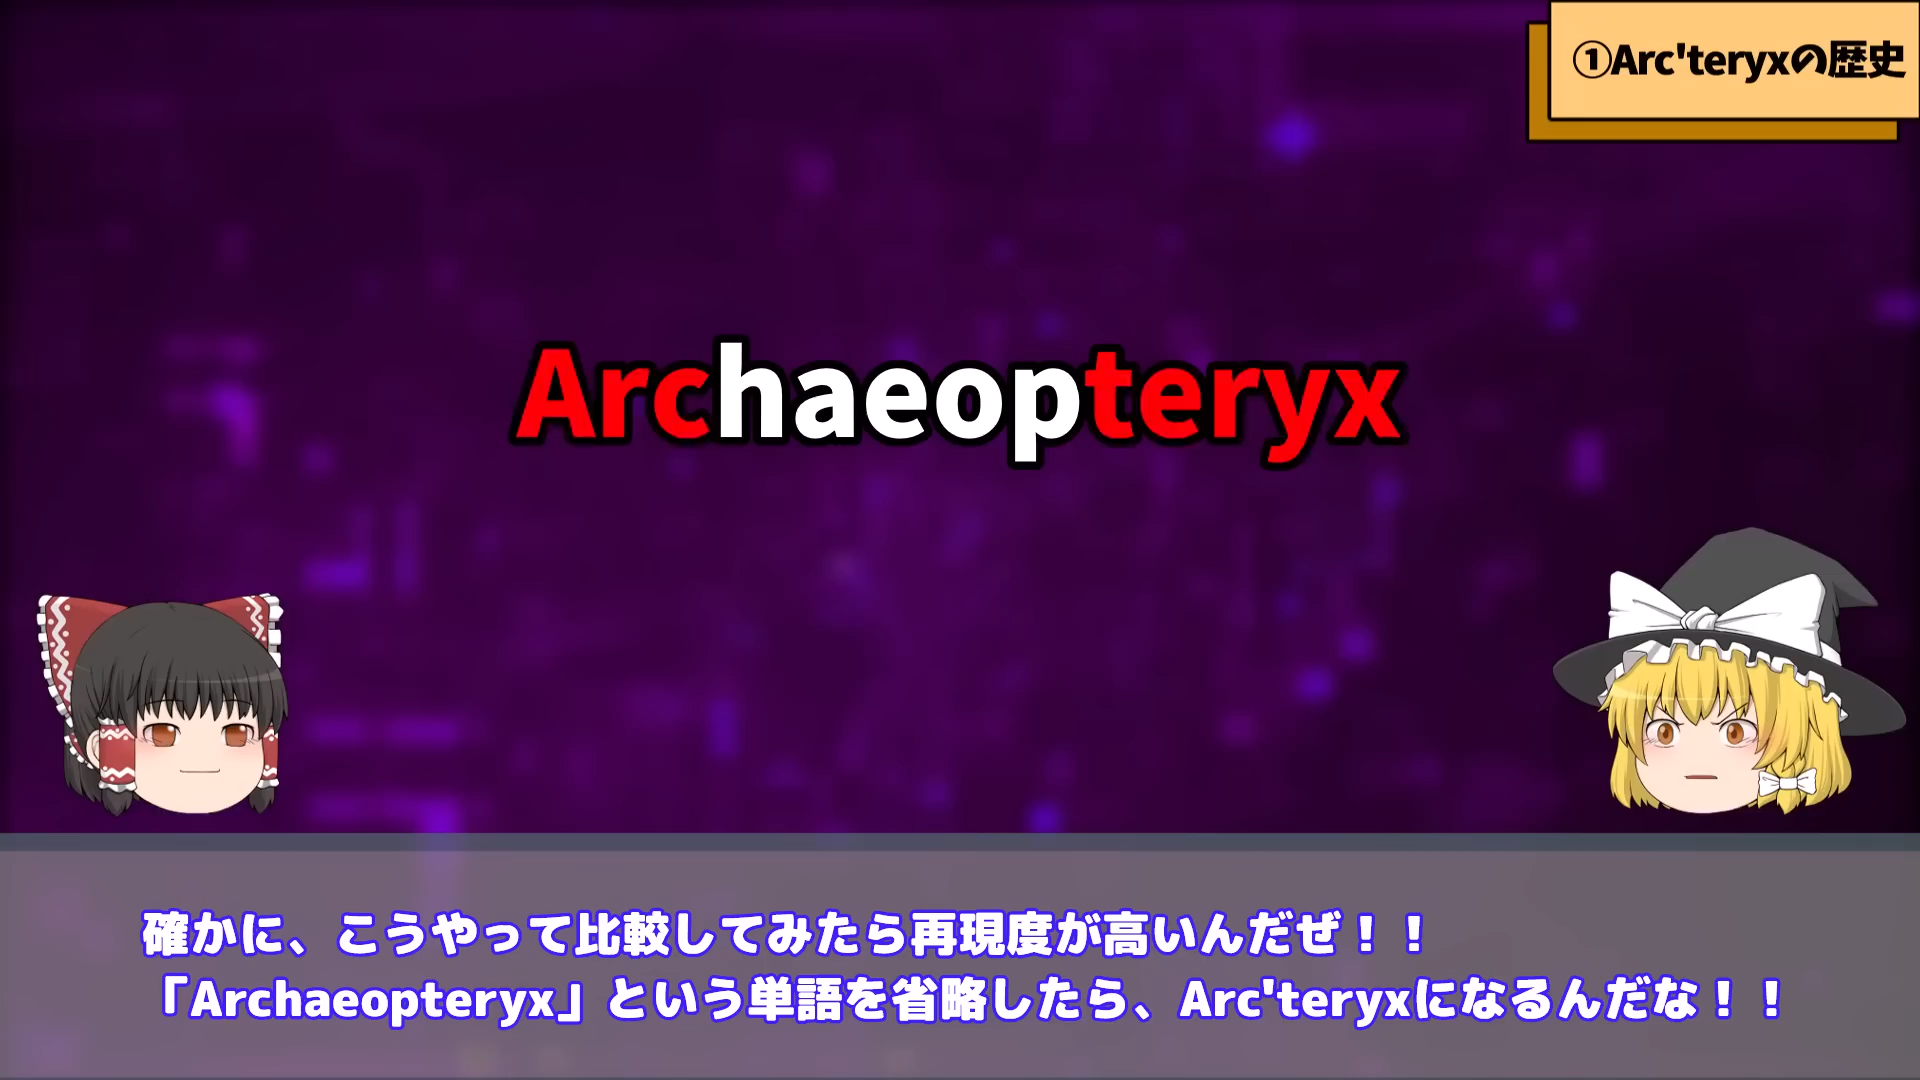 ①Arc'teryxの歴史
Archaeopteryx
確かに、こうやって比較してみたら再現度が高いんだぜ！！
「Archaeopteryx」という単語を省略したら、Arc'teryxになるんだな！！